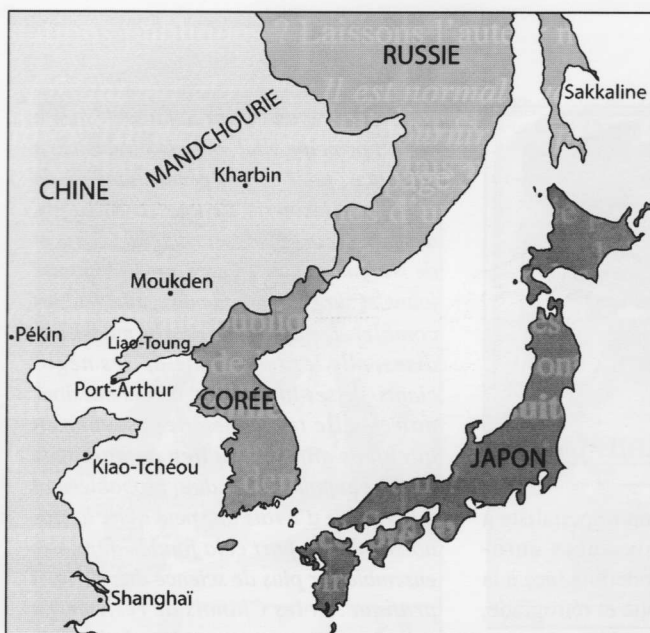 RUSSIE
Sakkaline
MANDCHOURIE
Kharbin
CHINE
Moukden
Pékin
Liao-Toung
Port-Arthur
CORÉE
Kiao-Tchéou
JAPON
Shanghaï